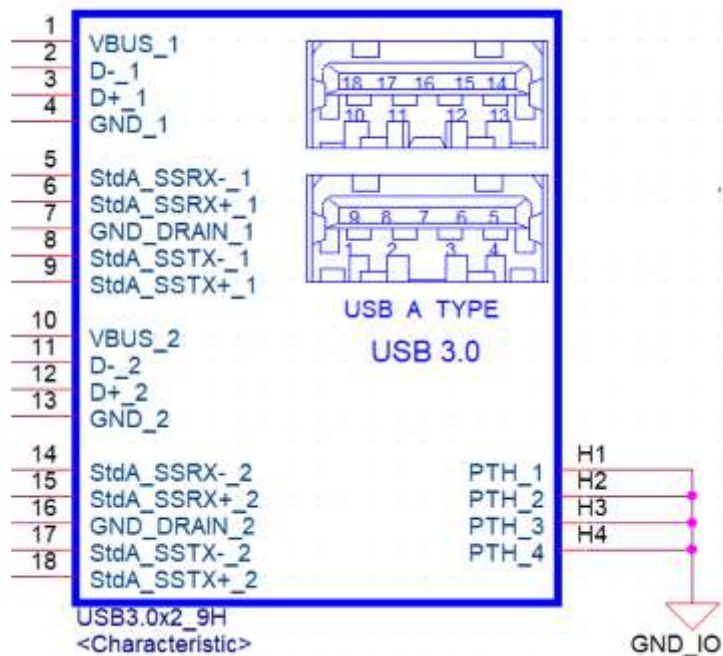 1 VBUS_1
2 D-_1
3 D+_1
4 GND_1
5 StdA_SSRX-_1
6 StdA_SSRX+_1
7 GND_DRAIN_1
8 StdA_SSTX-_1
9 StdA_SSTX+_1
10 VBUS_2
11 D-_2
12 D+_2
13 GND_2
14 StdA_SSRX-_2
15 StdA_SSRX+_2
16 GND_DRAIN_2
17 StdA_SSTX-_2
18 StdA_SSTX+_2
18 17 16 15 14
10 11 12 13
9 8 7 6 5
1 2 3 4
USB A TYPE
USB 3.0
PTH_1 H1
PTH_2 H2
PTH_3 H3
PTH_4 H4
GND_IO
USB3.0x2_9H
<Characteristic>